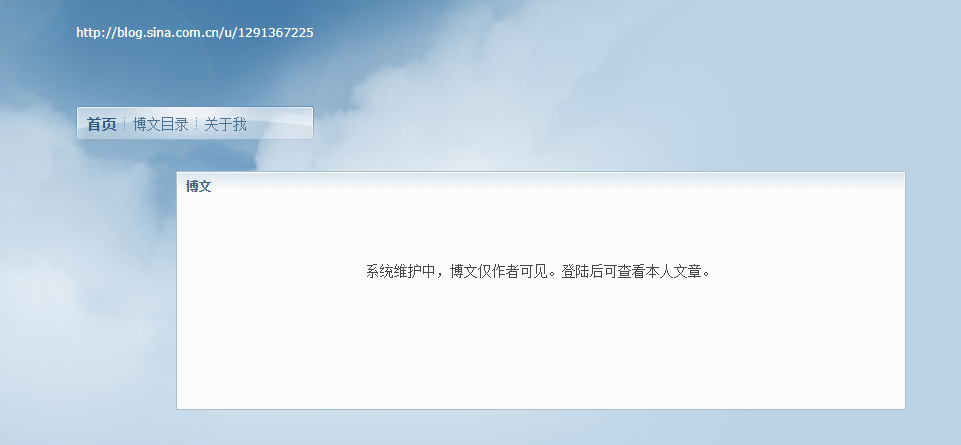 http://blog.sina.com.cn/u/1291367225
首页 博文目录 关于我
博文
系统维护中，博文仅作者可见。登陆后可查看本人文章。